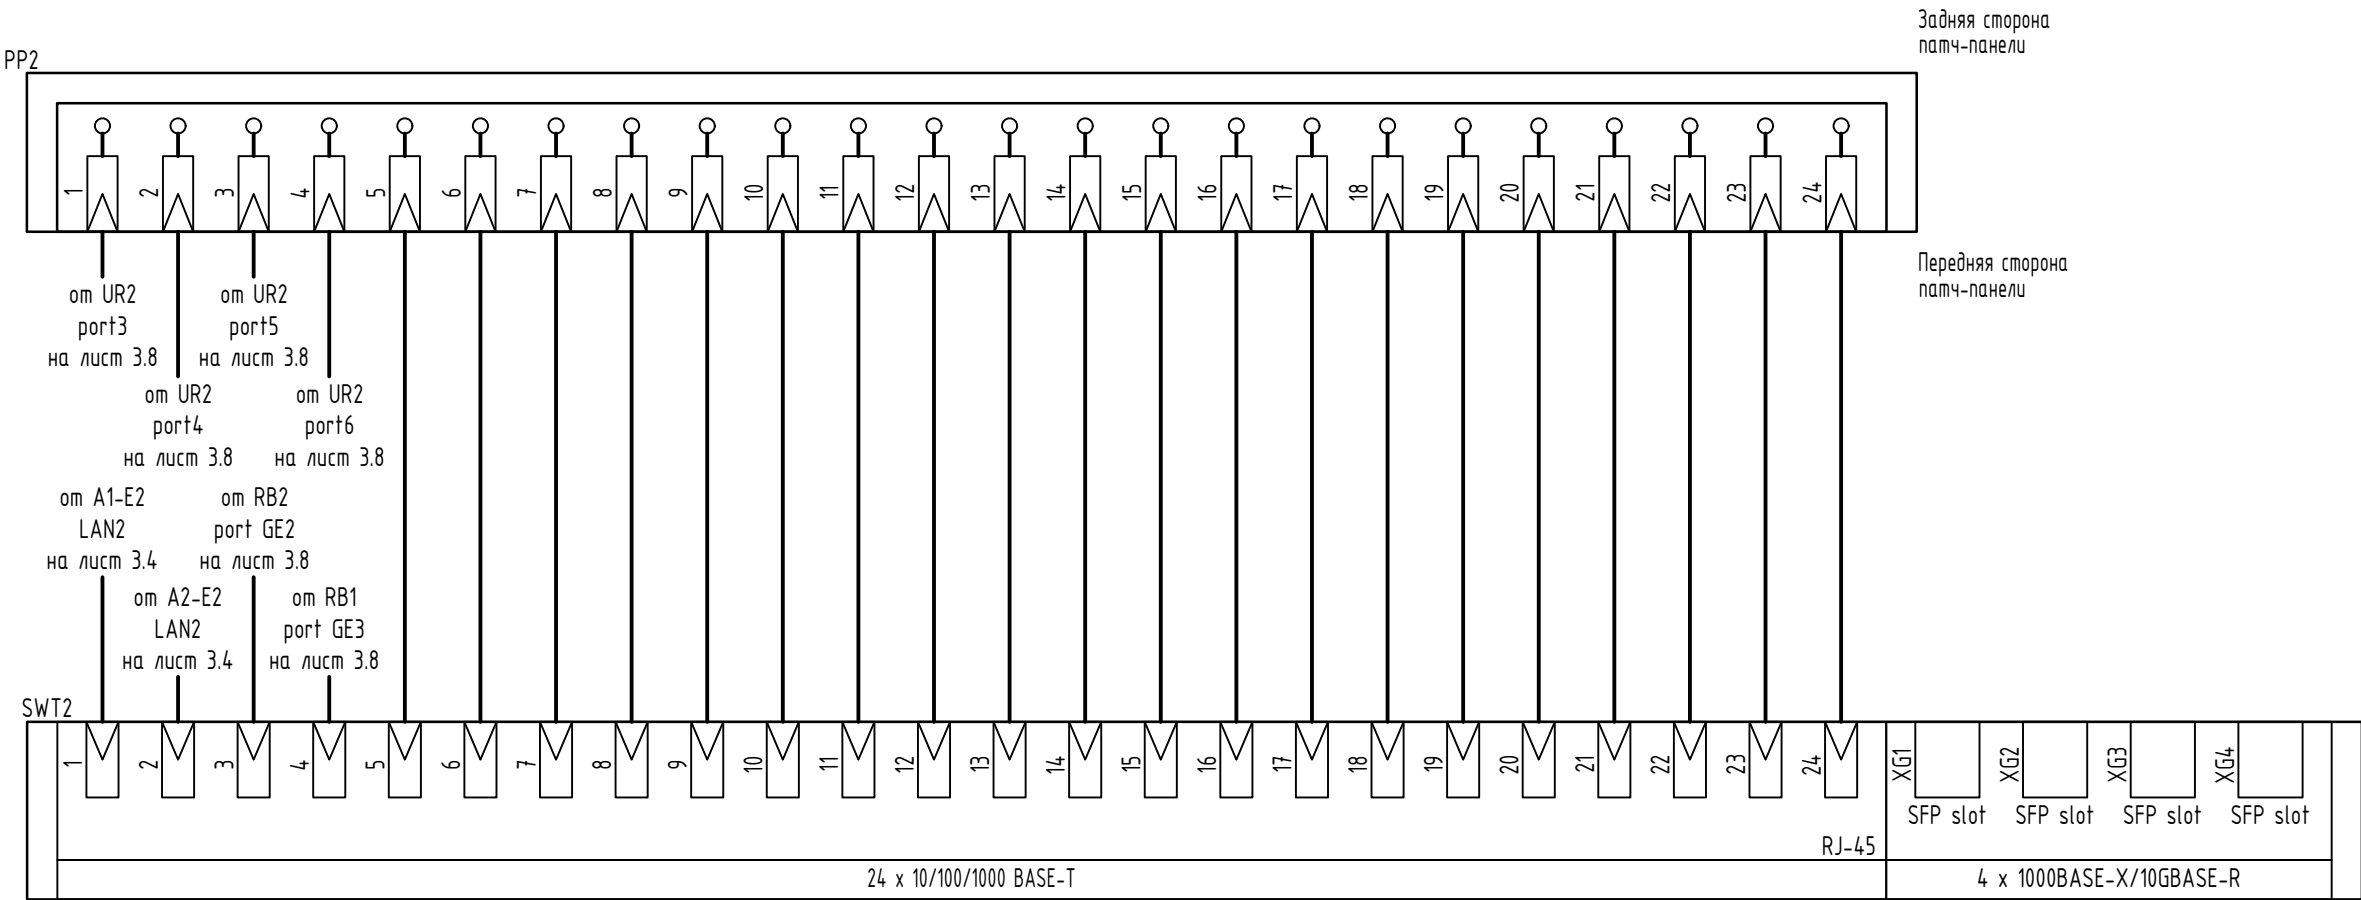 Задняя сторона
патч-панели
PP2
1 2 3 4 5 6 7 8 9 10 11 12 13 14 15 16 17 18 19 20 21 22 23 24
Передняя сторона
патч-панели
от UR2
port3
на лист 3.8
от UR2
port5
на лист 3.8
от UR2
port4
на лист 3.8
от UR2
port6
на лист 3.8
от A1-E2
LAN2
на лист 3.4
от RB2
port GE2
на лист 3.8
от A2-E2
LAN2
на лист 3.4
от RB1
port GE3
на лист 3.8
SWT2
1 2 3 4 5 6 7 8 9 10 11 12 13 14 15 16 17 18 19 20 21 22 23 24 XG1 XG2 XG3 XG4
SFP slot SFP slot SFP slot SFP slot
RJ-45
24 x 10/100/1000 BASE-T
4 x 1000BASE-X/10GBASE-R